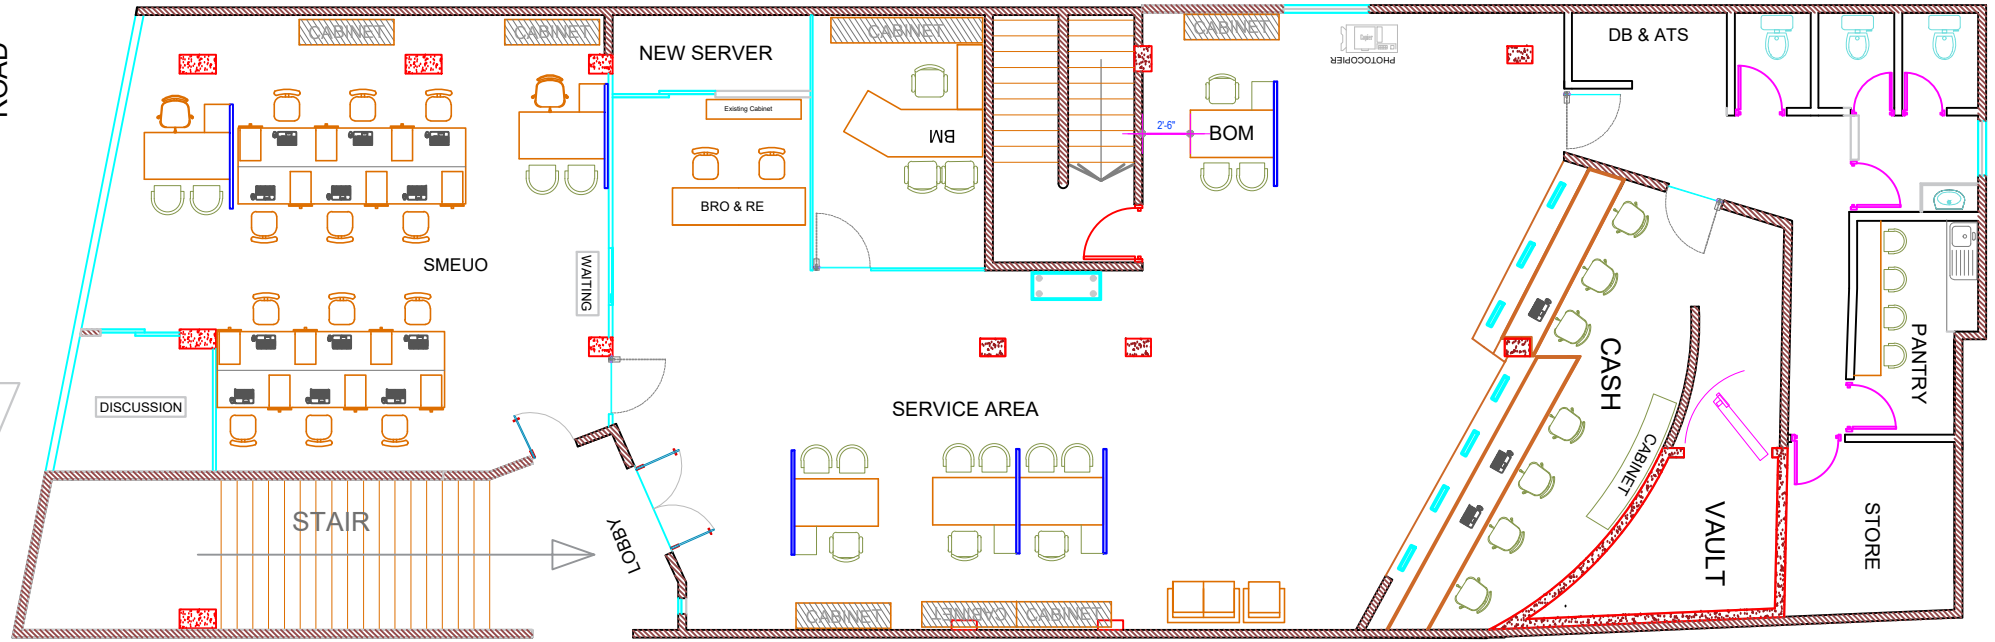 ROAD
CABINET
CABINET
NEW SERVER
CABINET
CABINET
Copier
PHOTOCOPIER
DB & ATS
Existing Cabinet
BM
2'-6"
BOM
BRO & RE
SMEUO
WAITING
DISCUSSION
SERVICE AREA
CASH
PANTRY
CABINET
STAIR
LOBBY
VAULT
STORE
CABINET
CABINET
CABINET